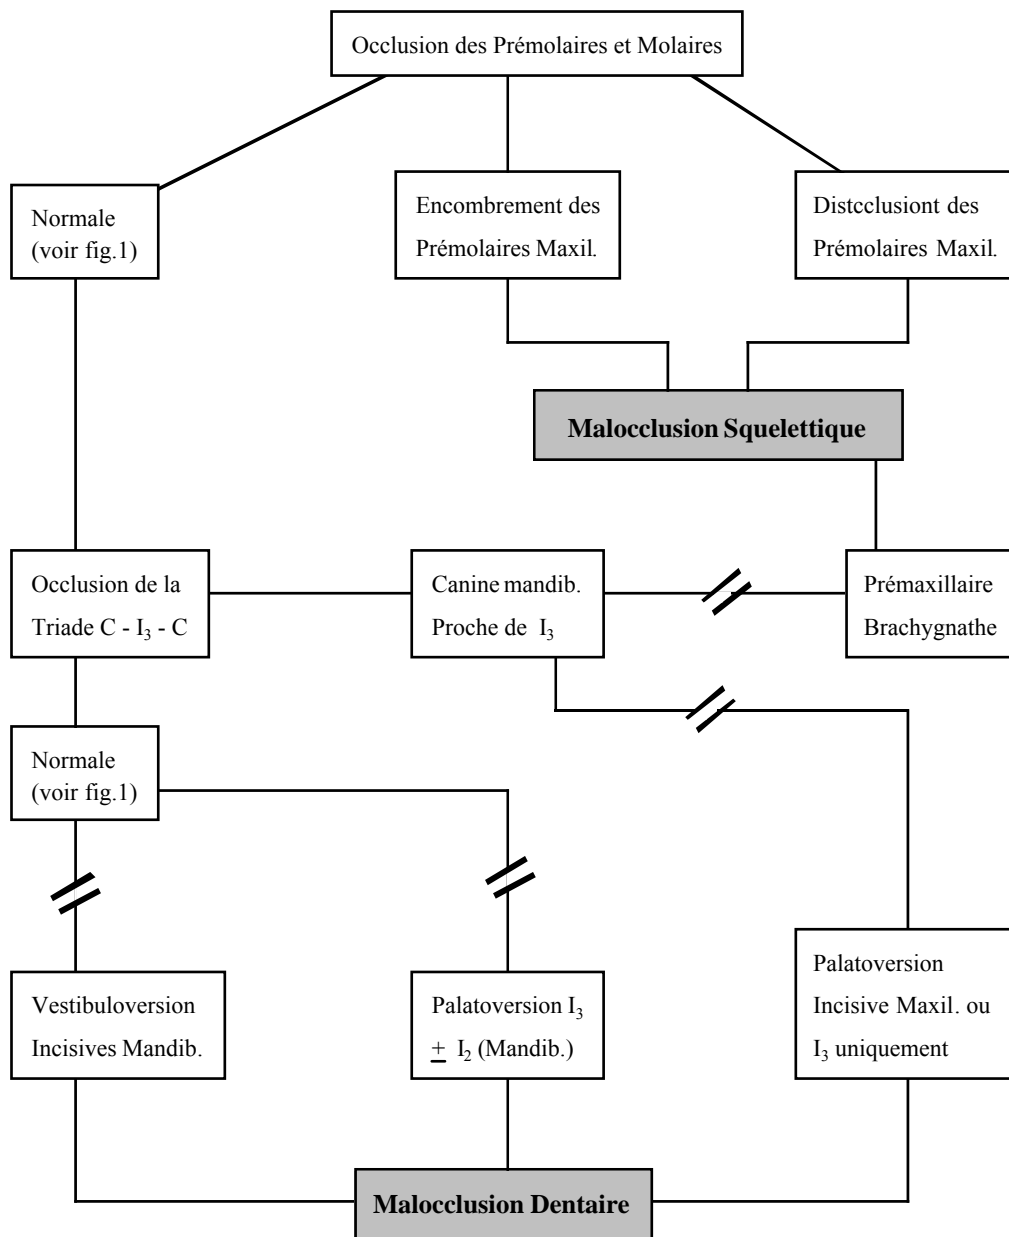 Occlusion des Prémolaires et Molaires
Normale
(voir fig.1)
Encombrement des
Prémolaires Maxil.
Distcclusiont des
Prémolaires Maxil.
Malocclusion Squelettique
Occlusion de la
Triade C - I₃ - C
Canine mandib.
Proche de I₃
Prémaxillaire
Brachygnathe
Normale
(voir fig.1)
Vestibuloversion
Incisives Mandib.
Palatoversion I₃
± I₂ (Mandib.)
Palatoversion
Incisive Maxil. ou
I₃ uniquement
Malocclusion Dentaire